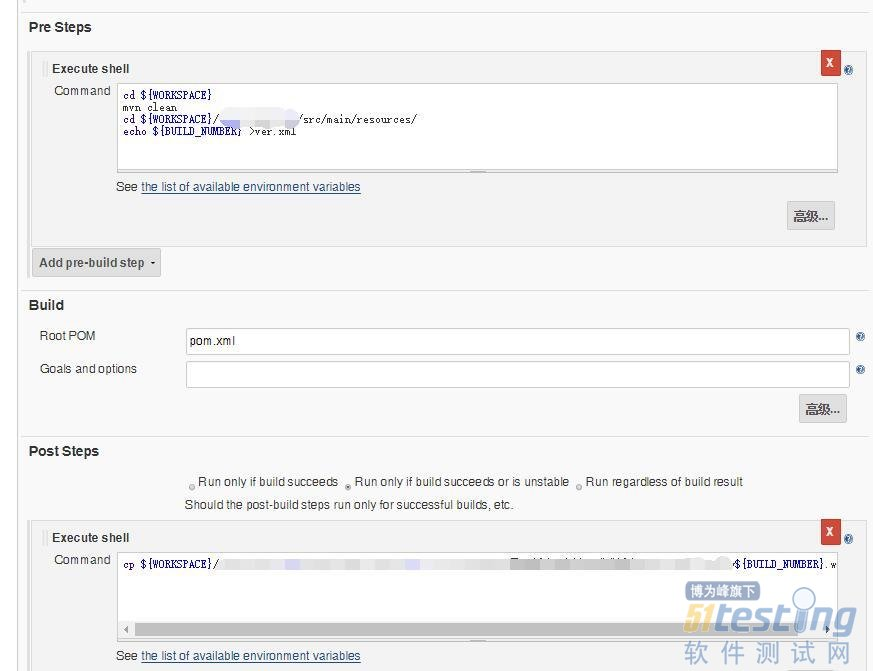 Pre Steps
Execute shell
X
Command
cd ${WORKSPACE}
mvn clean
cd ${WORKSPACE}/ /src/main/resources/
echo ${BUILD_NUMBER} >ver.xml
See the list of available environment variables
高级...
Add pre-build step
Build
Root POM
pom.xml
Goals and options
高级...
Post Steps
Run only if build succeeds Run only if build succeeds or is unstable Run regardless of build result
Should the post-build steps run only for successful builds, etc.
Execute shell
X
Command
cp ${WORKSPACE}/ /${BUILD_NUMBER}.w
See the list of available environment variables
博为峰旗下
51testing
软件测试网